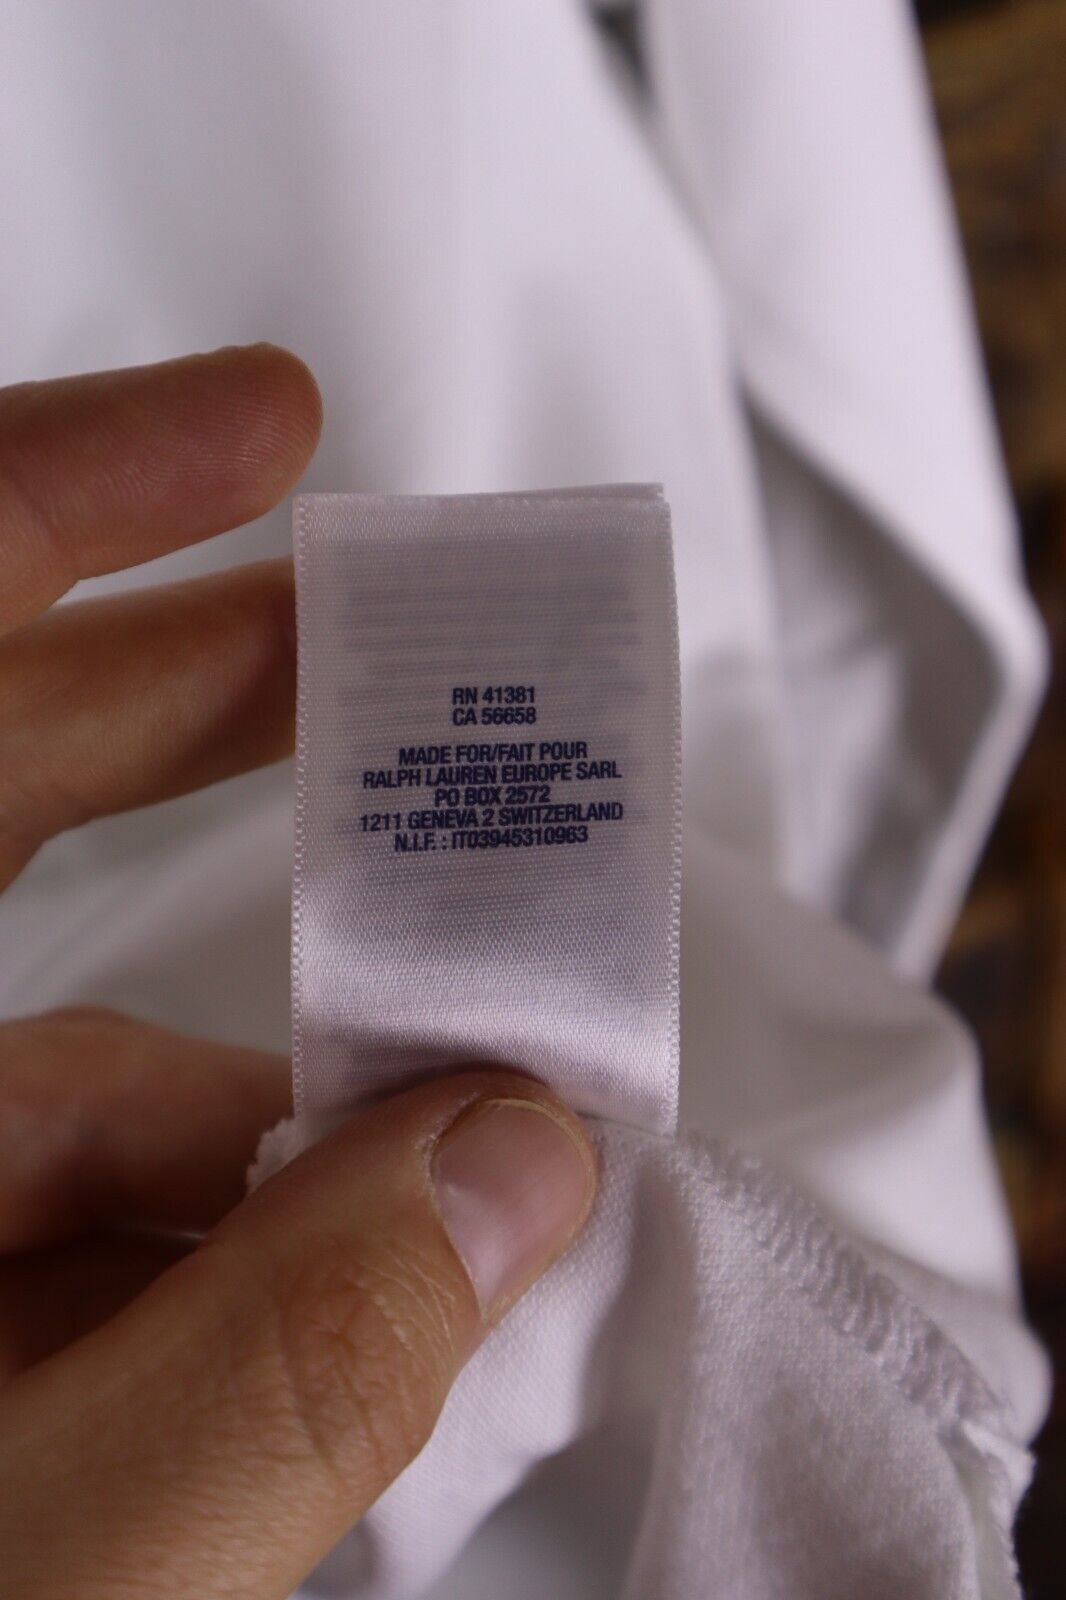 RN 41381
CA 56658
MADE FOR/FAIT POUR
RALPH LAUREN EUROPE SARL
PO BOX 2572
1211 GENEVA 2 SWITZERLAND
N.I.F. : IT03945310963